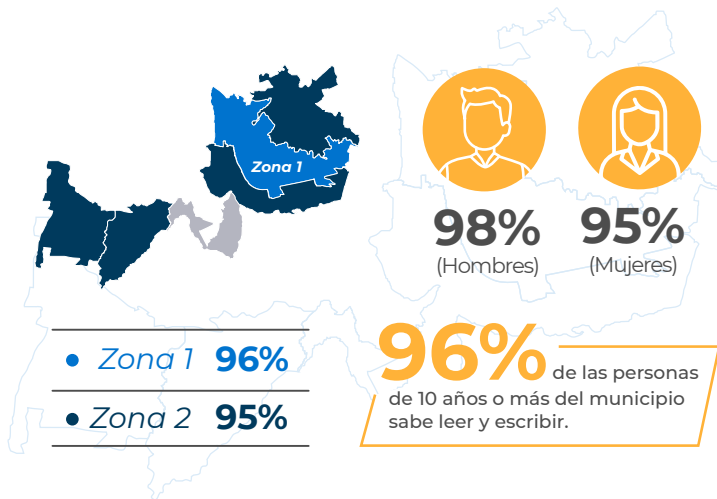 Zona 1
98%
(Hombres)
95%
(Mujeres)
• Zona 1 96%
• Zona 2 95%
96% de las personas
de 10 años o más del municipio
sabe leer y escribir.